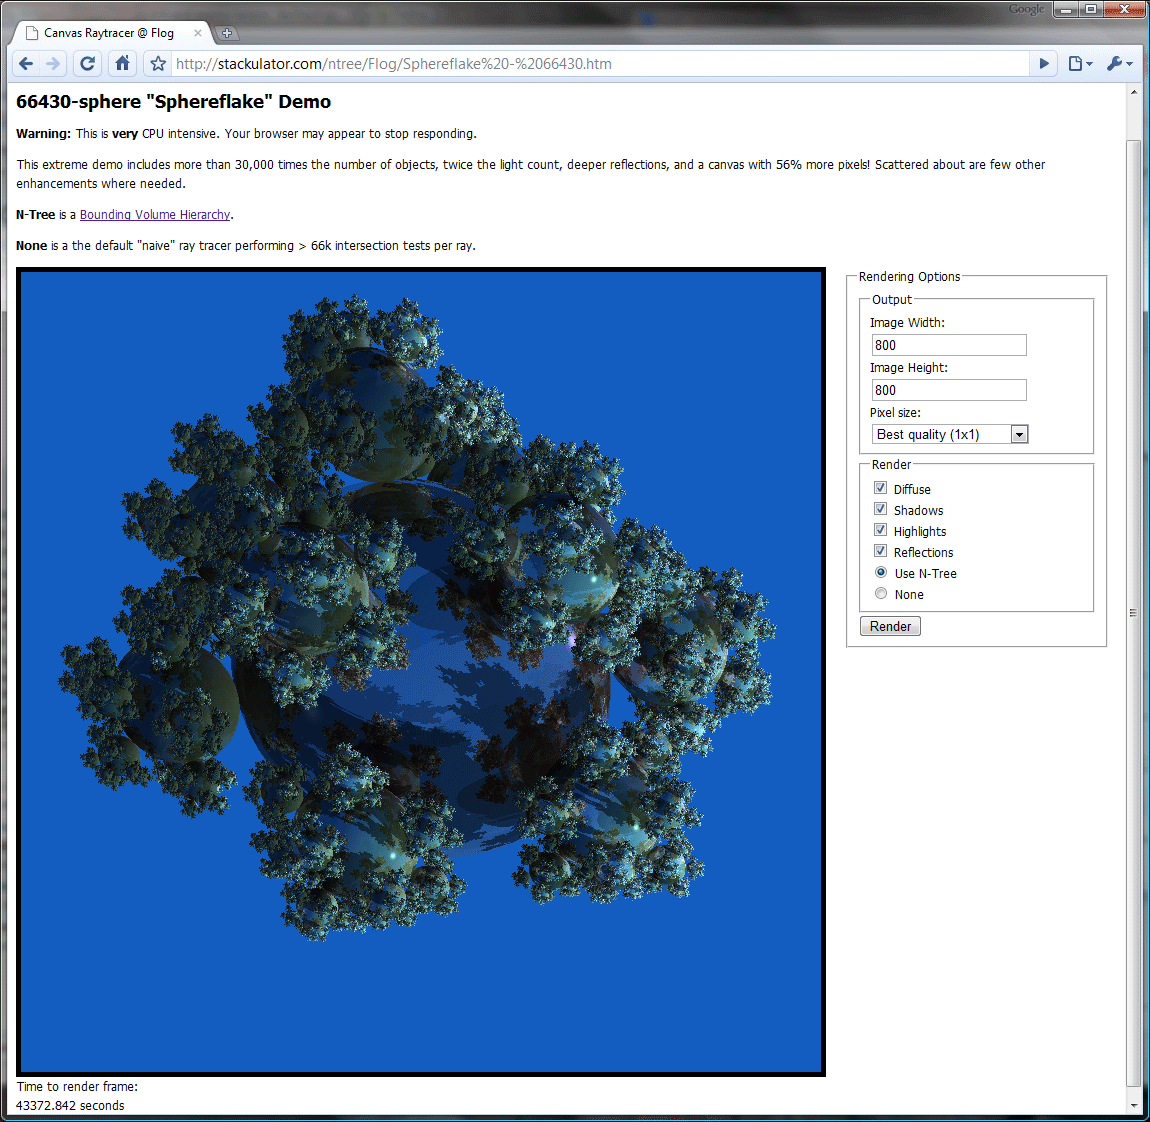 Google
Canvas Raytracer @ Flog
http://stackulator.com/ntree/Flog/Sphereflake%20-%2066430.htm
66430-sphere "Sphereflake" Demo
Warning: This is very CPU intensive. Your browser may appear to stop responding.
This extreme demo includes more than 30,000 times the number of objects, twice the light count, deeper reflections, and a canvas with 56% more pixels! Scattered about are few other
enhancements where needed.
N-Tree is a Bounding Volume Hierarchy.
None is a the default "naive" ray tracer performing > 66k intersection tests per ray.
Rendering Options
Output
Image Width:
800
Image Height:
800
Pixel size:
Best quality (1x1)
Render
Diffuse
Shadows
Highlights
Reflections
Use N-Tree
None
Render
Time to render frame:
43372.842 seconds